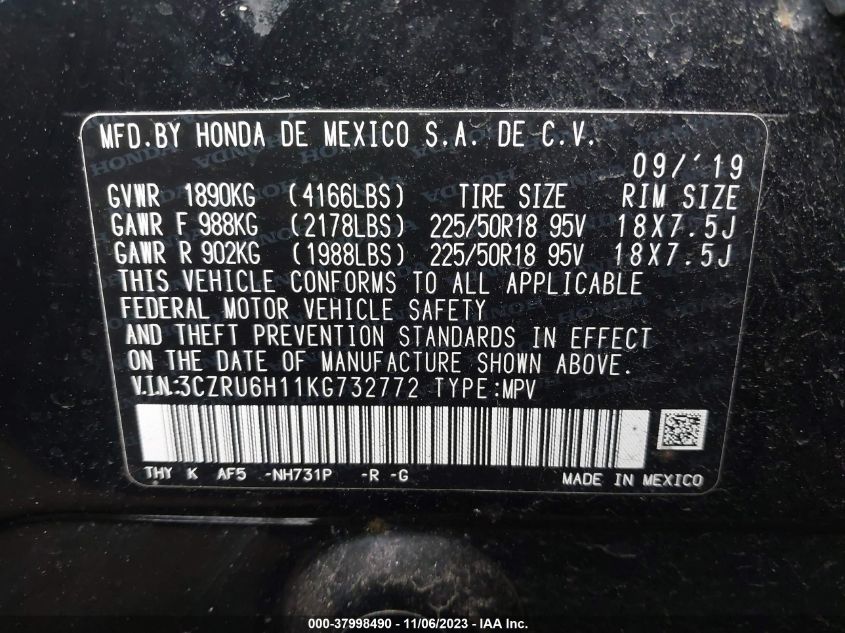 MFD.BY HONDA DE MEXICO S.A. DE C.V.
09/'19
GVWR 1890KG (4166LBS) TIRE SIZE RIM SIZE
GAWR F 988KG (2178LBS) 225/50R18 95V 18X7.5J
GAWR R 902KG (1988LBS) 225/50R18 95V 18X7.5J
THIS VEHICLE CONFORMS TO ALL APPLICABLE
FEDERAL MOTOR VEHICLE SAFETY
AND THEFT PREVENTION STANDARDS IN EFFECT
ON THE DATE OF MANUFACTURE SHOWN ABOVE.
V.I.N:3CZRU6H11KG732772 TYPE:MPV
THY K AF5 -NH731P -R -G
MADE IN MEXICO
000-37998490 - 11/06/2023 - IAAI Inc.